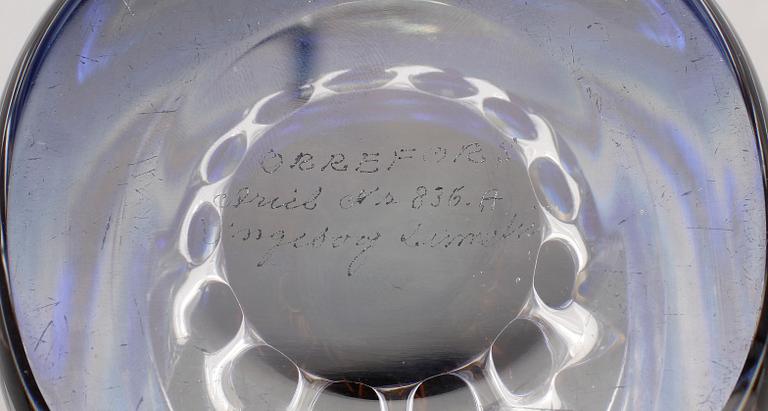 ORREFORS
Ariel Nr 836.A
Ingeborg Lundin